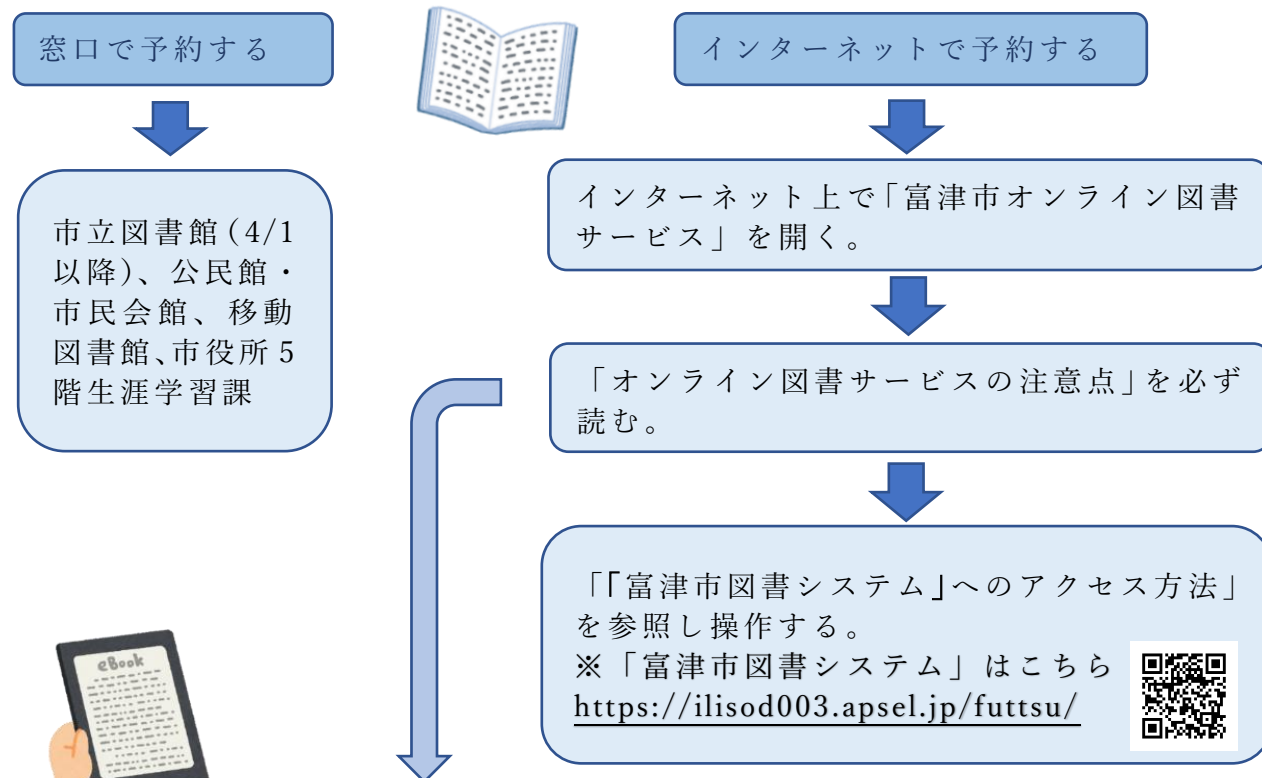 窓口で予約する
市立図書館(4/1
以降)、公民館・
市民会館、移動
図書館、市役所5
階生涯学習課
インターネットで予約する
インターネット上で「富津市オンライン図書
サービス」を開く。
「オンライン図書サービスの注意点」を必ず
読む。
「「富津市図書システム」へのアクセス方法」
を参照し操作する。
※「富津市図書システム」はこちら
https://ilisod003.apsel.jp/futtsu/
eBook